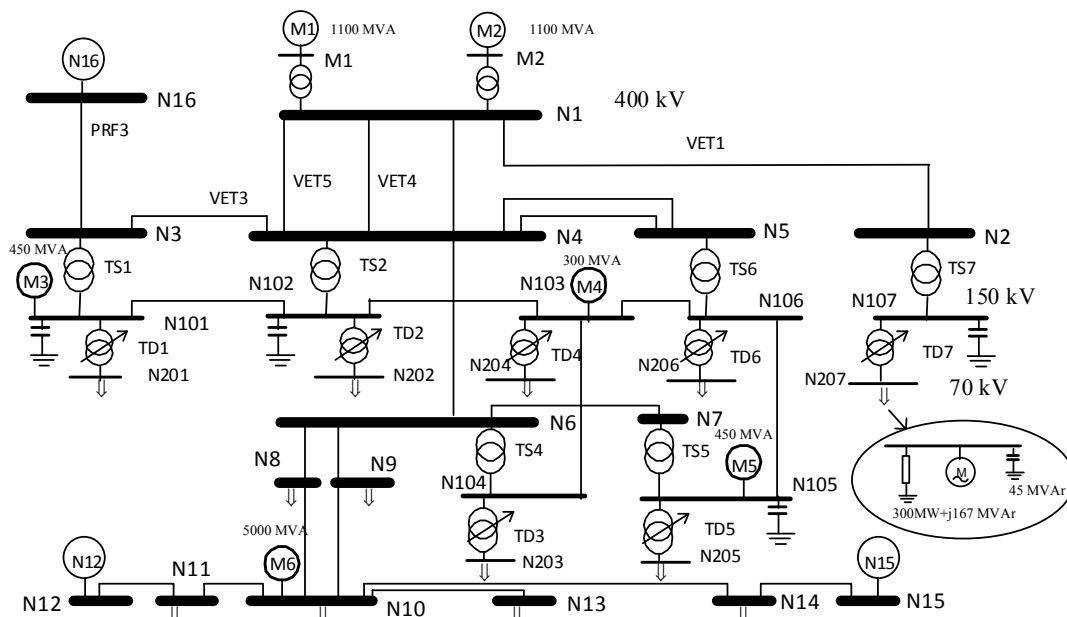 M1 1100 MVA M2 1100 MVA
N16 M1 M2
N16 N1 400 kV
PRF3 VET1
VET5 VET4
VET3
N3 N4 N5 N2
450 MVA TS1 N102 TS2 N103 300 MVA TS6 TS7
M3 M4 N106 N107 150 kV
N101 TD1 TD2 TD4 TD6 TD7
N201 N202 N204 N206 N207 70 kV
N6 N7
N8 N9 TS4 TS5 450 MVA M
N104 M5 N105 45 MVAr
5000 MVA TD3 TD5 300MW+j167 MVAr
N12 N11 M6 N203 N205 N15
N12 N10 N13 N14 N15